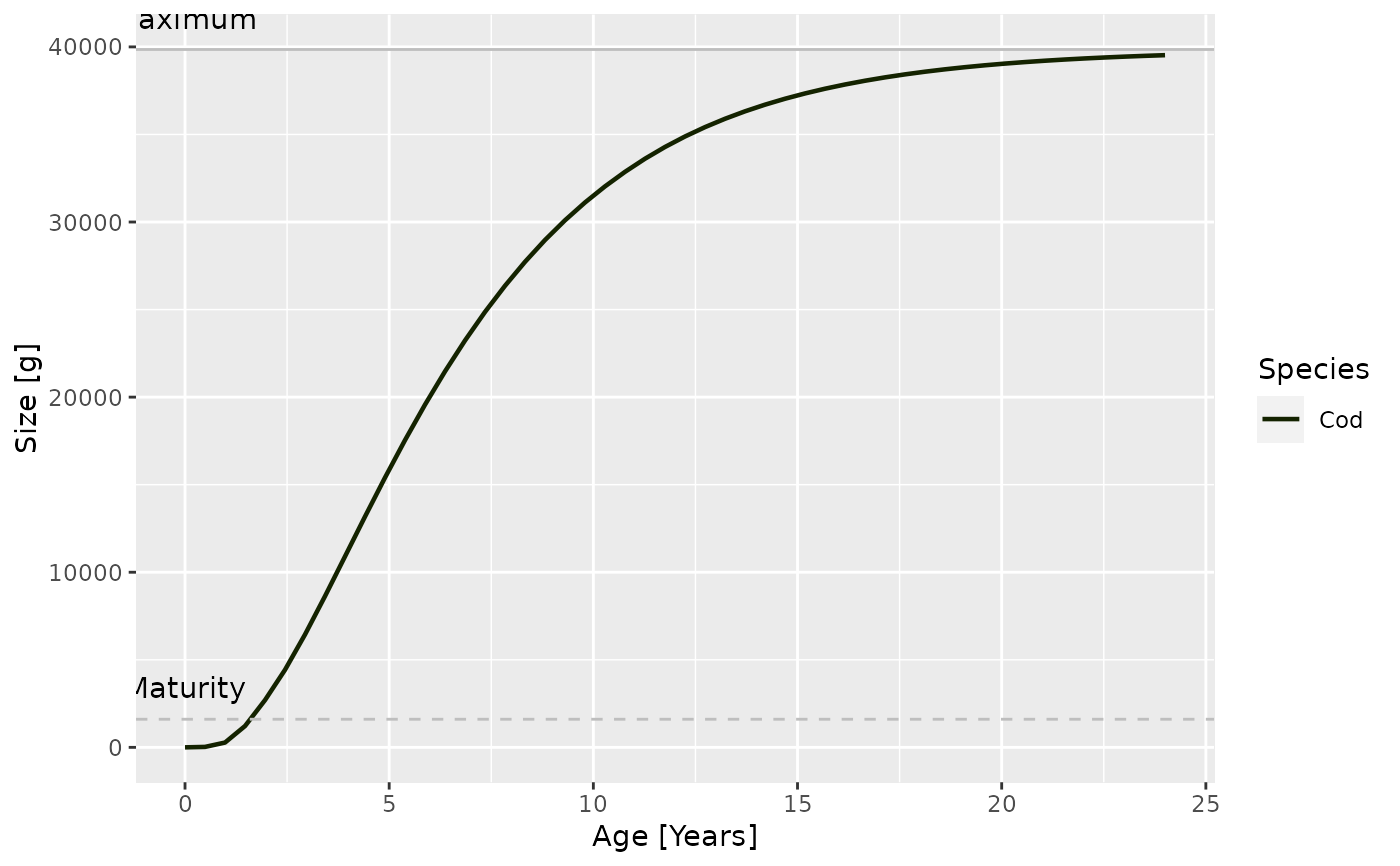 aximum
40000
30000
20000
10000
0
Maturity
Size [g]
0 5 10 15 20 25
Age [Years]
Species
Cod